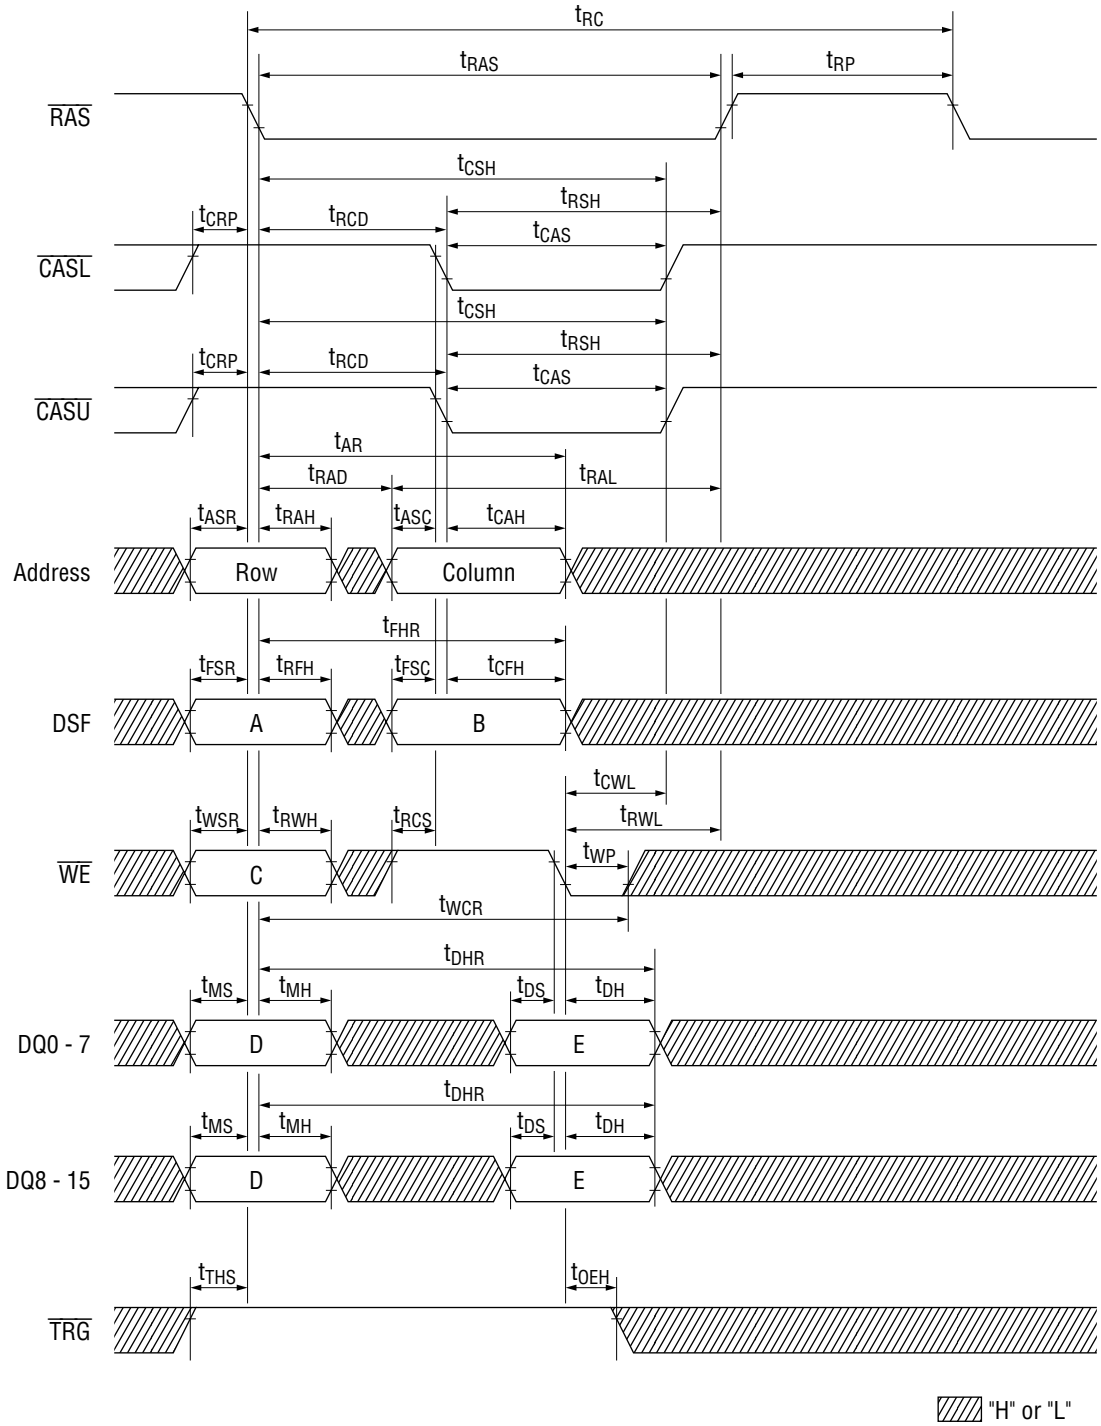 tRC
tRAS tRP
RAS
tCSH
tRSH
tCRP tRCD tCAS
CASL
tCSH
tRSH
tCRP tRCD tCAS
CASU
tAR
tRAD tRAL
tASR tRAH tASC tCAH
Address Row Column
tFHR
tFSR tRFH tFSC tCFH
DSF A B
tCWL
tWSR tRWH tRCS tRWL
tWP
WE C
tWCR
tDHR
tMS tMH tDS tDH
DQ0 - 7 D E
tDHR
tMS tMH tDS tDH
DQ8 - 15 D E
tTHS tOEH
TRG
"H" or "L"